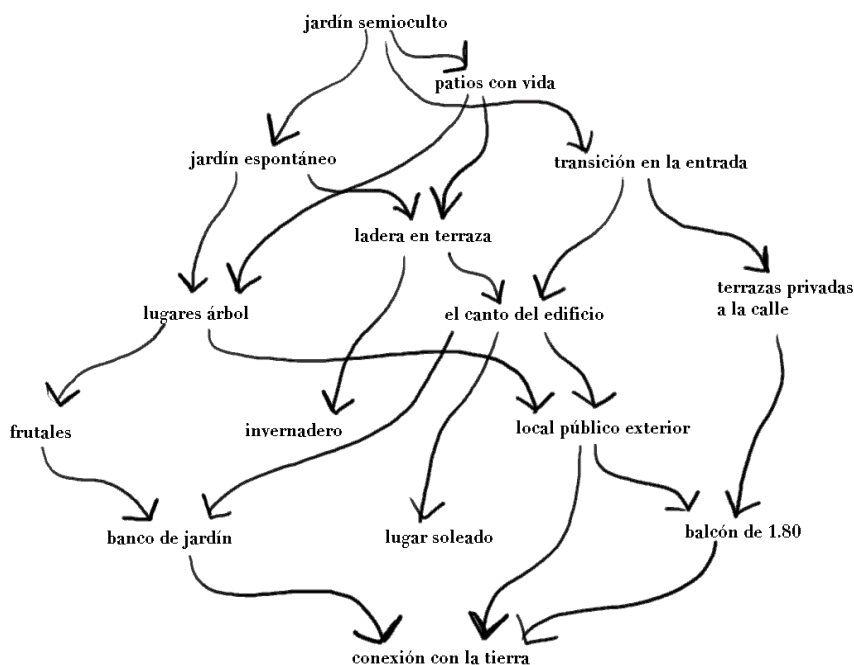 jardín semioculto
patios con vida
jardín espontáneo
transición en la entrada
ladera en terraza
terrazas privadas
a la calle
lugares árbol
el canto del edificio
frutales
invernadero
local público exterior
banco de jardín
lugar soleado
balcón de 1.80
conexión con la tierra